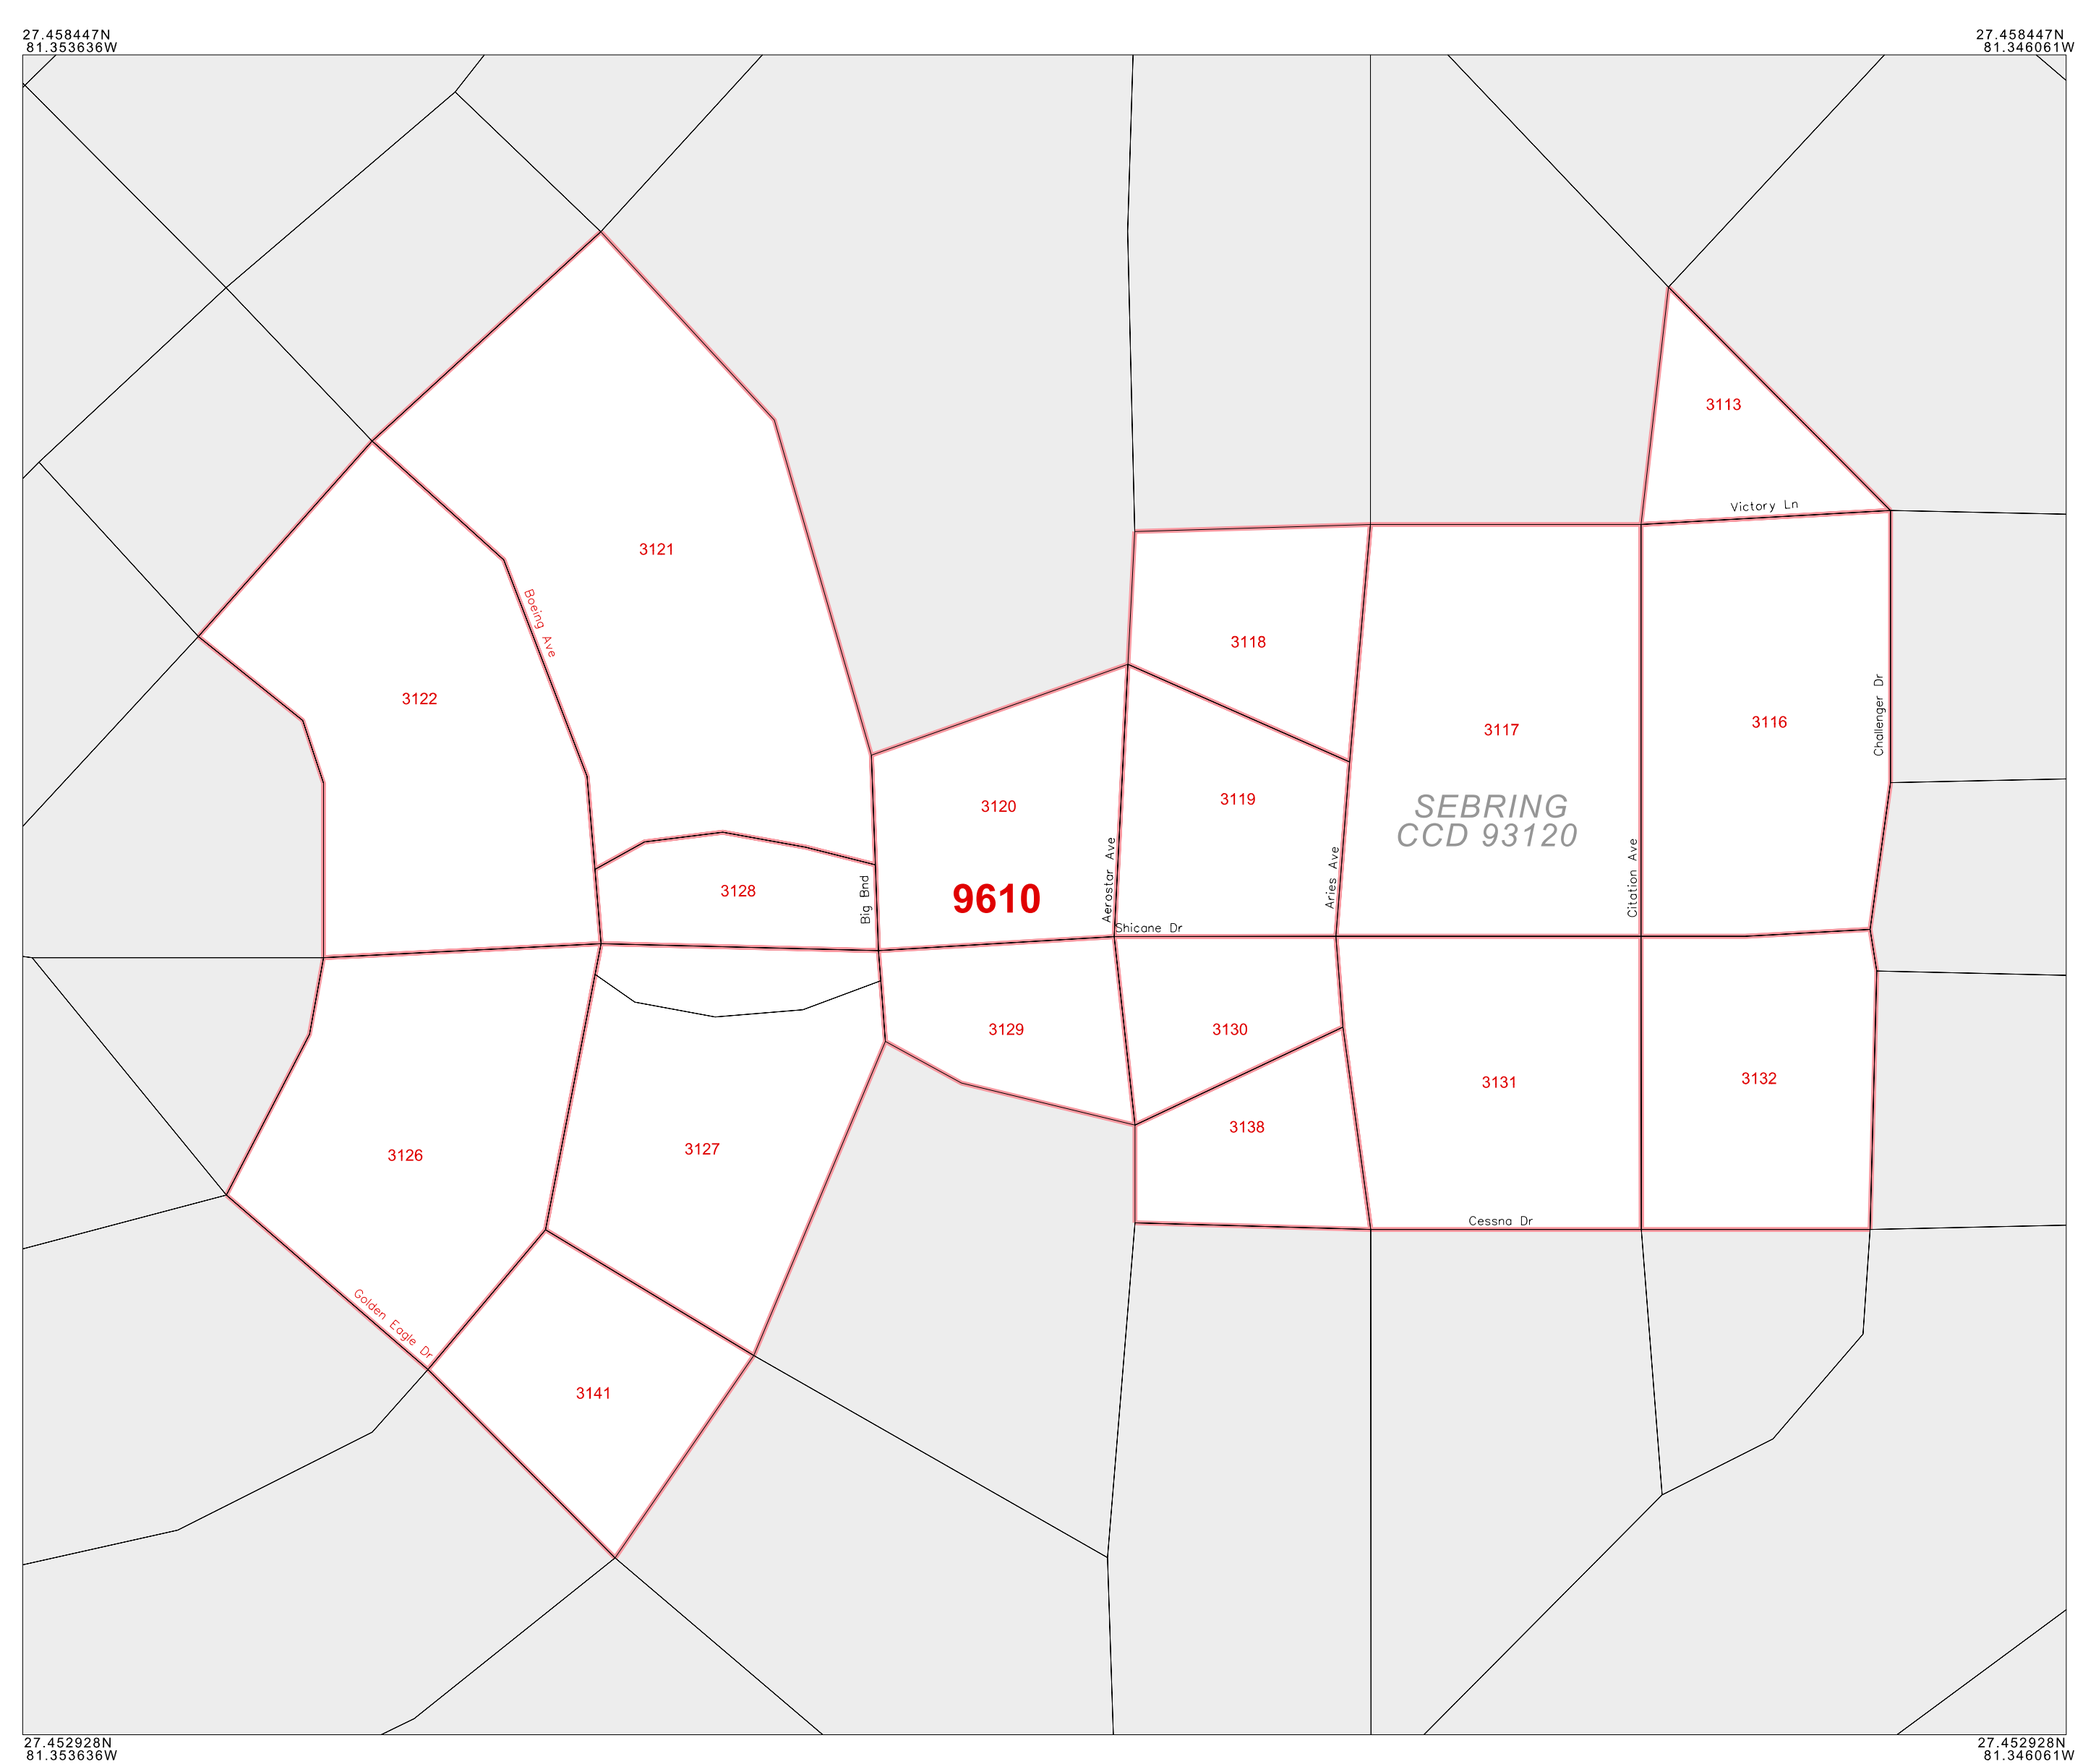 27.458447N
81.353636W
27.458447N
81.346061W
3113
Victory Ln
3121
Boeing Ave
3118
3122
Challenger Dr
3116
3117
3119
3120
SEBRING
CCD 93120
Aerostar Ave
Aries Ave
Citation Ave
3128
Big Bnd
9610
Shicane Dr
3129
3130
3131
3132
3138
3127
3126
Cessna Dr
Golden Eagle Dr
3141
27.452928N
81.353636W
27.452928N
81.346061W